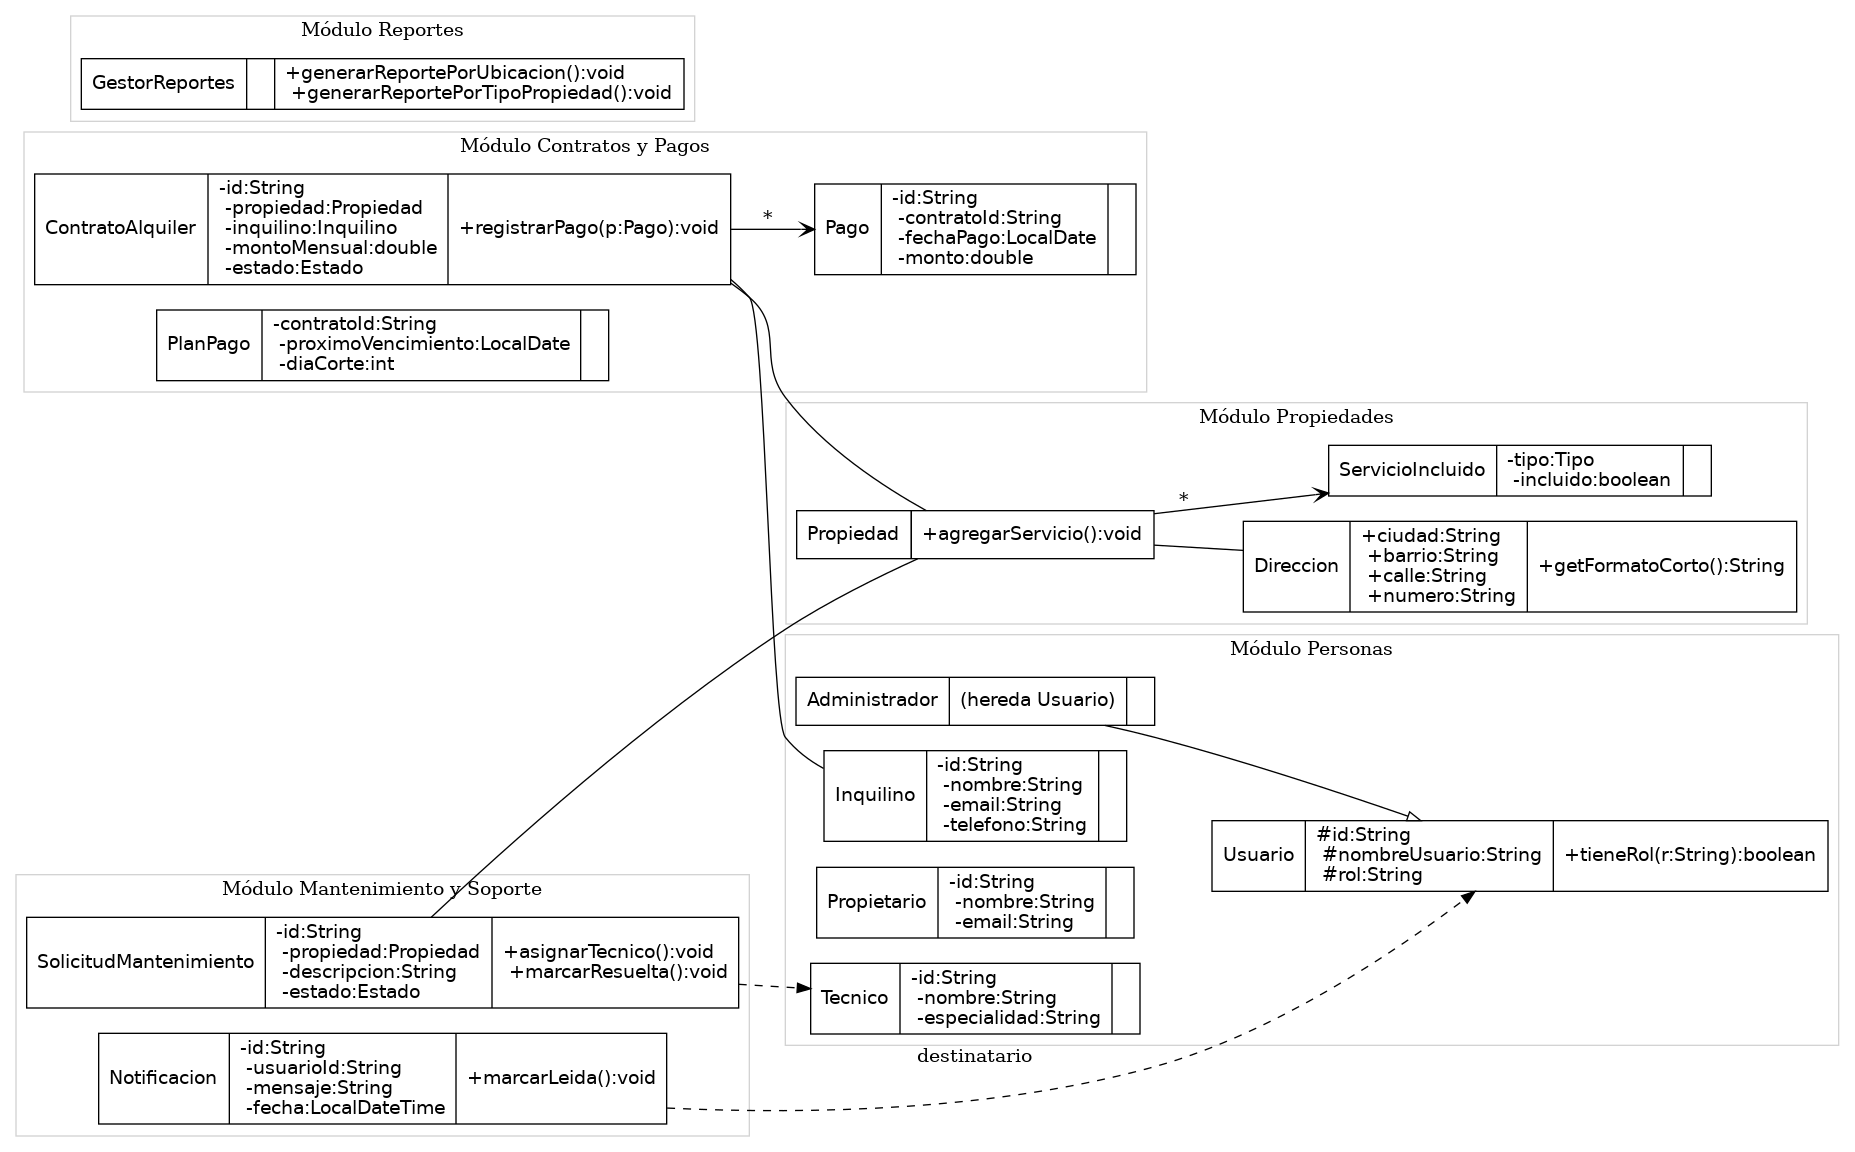 Módulo Reportes
GestorReportes
+generarReportePorUbicacion():void
+generarReportePorTipoPropiedad():void
Módulo Contratos y Pagos
ContratoAlquiler
-id:String
-propiedad:Propiedad
-inquilino:Inquilino
-montoMensual:double
-estado:Estado
+registrarPago(p:Pago):void
*
Pago
-id:String
-contratoId:String
-fechaPago:LocalDate
-monto:double
PlanPago
-contratoId:String
-proximoVencimiento:LocalDate
-diaCorte:int
Módulo Propiedades
Propiedad
+agregarServicio():void
*
ServicioIncluido
-tipo:Tipo
-incluido:boolean
Direccion
+ciudad:String
+barrio:String
+calle:String
+numero:String
+getFormatoCorto():String
Módulo Personas
Administrador
(hereda Usuario)
Inquilino
-id:String
-nombre:String
-email:String
-telefono:String
Propietario
-id:String
-nombre:String
-email:String
Tecnico
-id:String
-nombre:String
-especialidad:String
Usuario
#id:String
#nombreUsuario:String
#rol:String
+tieneRol(r:String):boolean
Módulo Mantenimiento y Soporte
SolicitudMantenimiento
-id:String
-propiedad:Propiedad
-descripcion:String
-estado:Estado
+asignarTecnico():void
+marcarResuelta():void
Notificacion
-id:String
-usuarioId:String
-mensaje:String
-fecha:LocalDateTime
+marcarLeida():void
destinatario